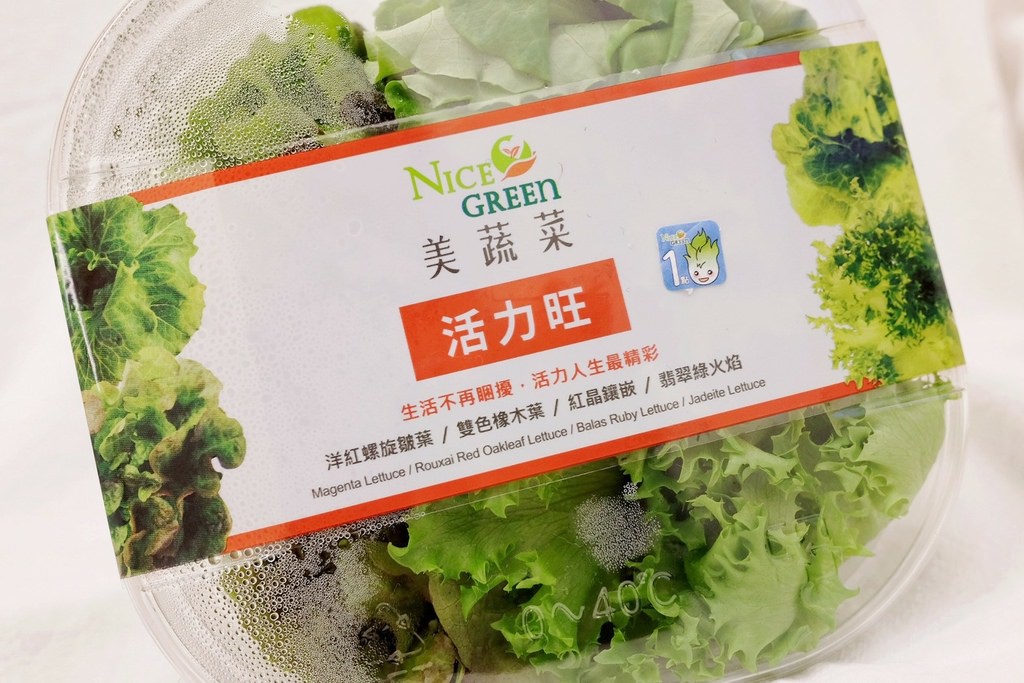 NICE
GREEN
美蔬菜
1點
活力旺
生活不再睏擾・活力人生最精彩
洋紅螺旋皺葉 / 雙色橡木葉 / 紅晶鑲嵌 / 翡翠綠火焰
Magenta Lettuce / Rouxai Red Oakleaf Lettuce / Balas Ruby Lettuce / Jadeite Lettuce
0~40℃